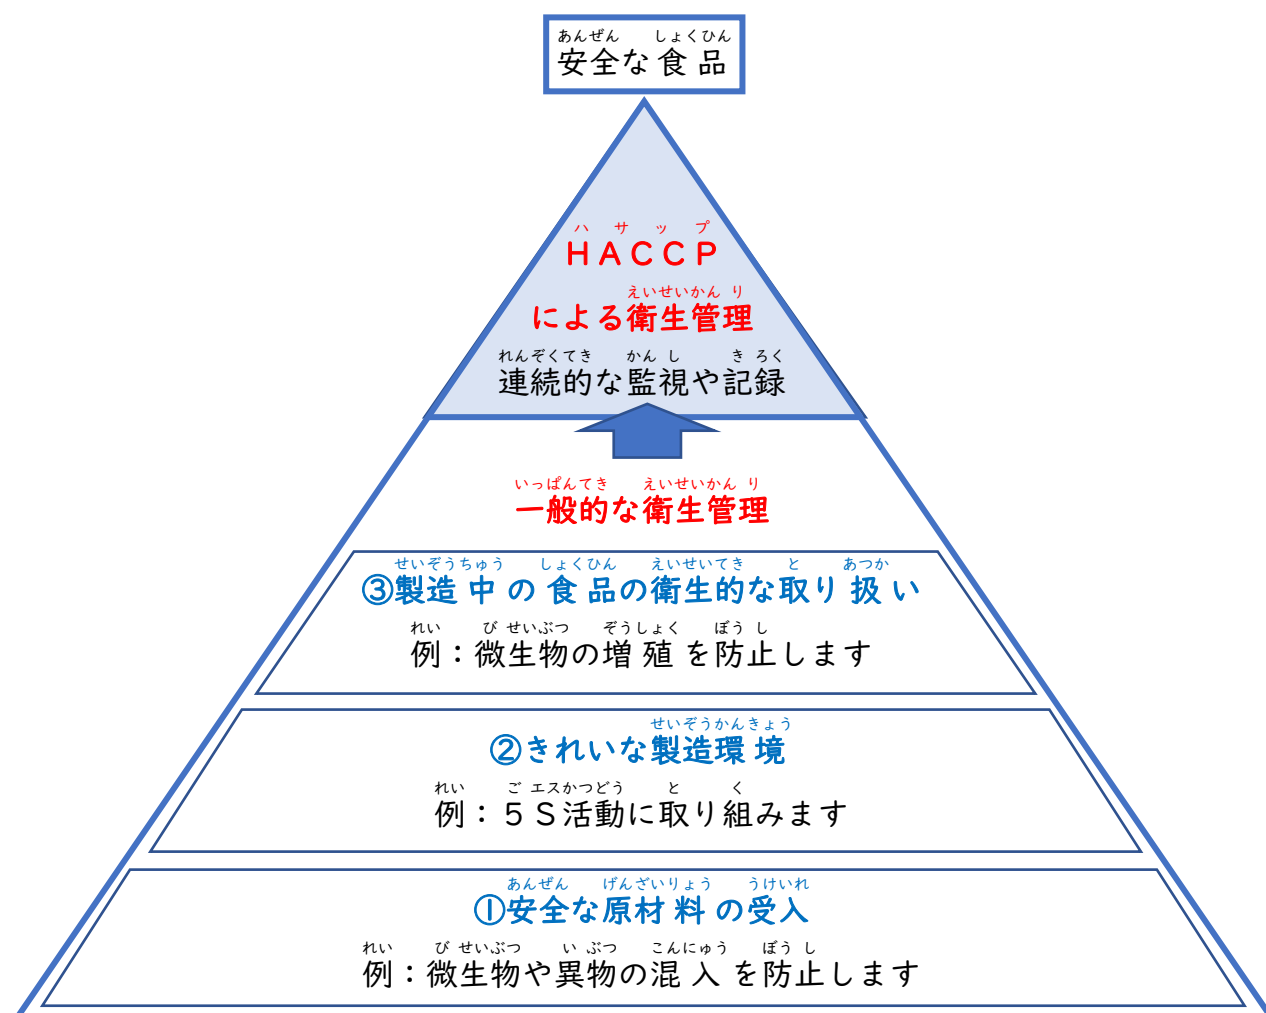 あんぜん しょくひん
安全な食品
ハサップ
ＨＡＣＣＰ
えいせいかんり
による衛生管理
れんぞくてき かんし きろく
連続的な監視や記録
いっぱんてき えいせいかんり
一般的な衛生管理
せいぞうちゅう しょくひん えいせいてき と あつか
③製造中の食品の衛生的な取り扱い
れい びせいぶつ ぞうしょく ぼうし
例：微生物の増殖を防止します
せいぞうかんきょう
②きれいな製造環境
れい ごエスかつどう と く
例：５Ｓ活動に取り組みます
あんぜん げんざいりょう うけいれ
①安全な原材料の受入
れい びせいぶつ いぶつ こんにゅう ぼうし
例：微生物や異物の混入を防止します